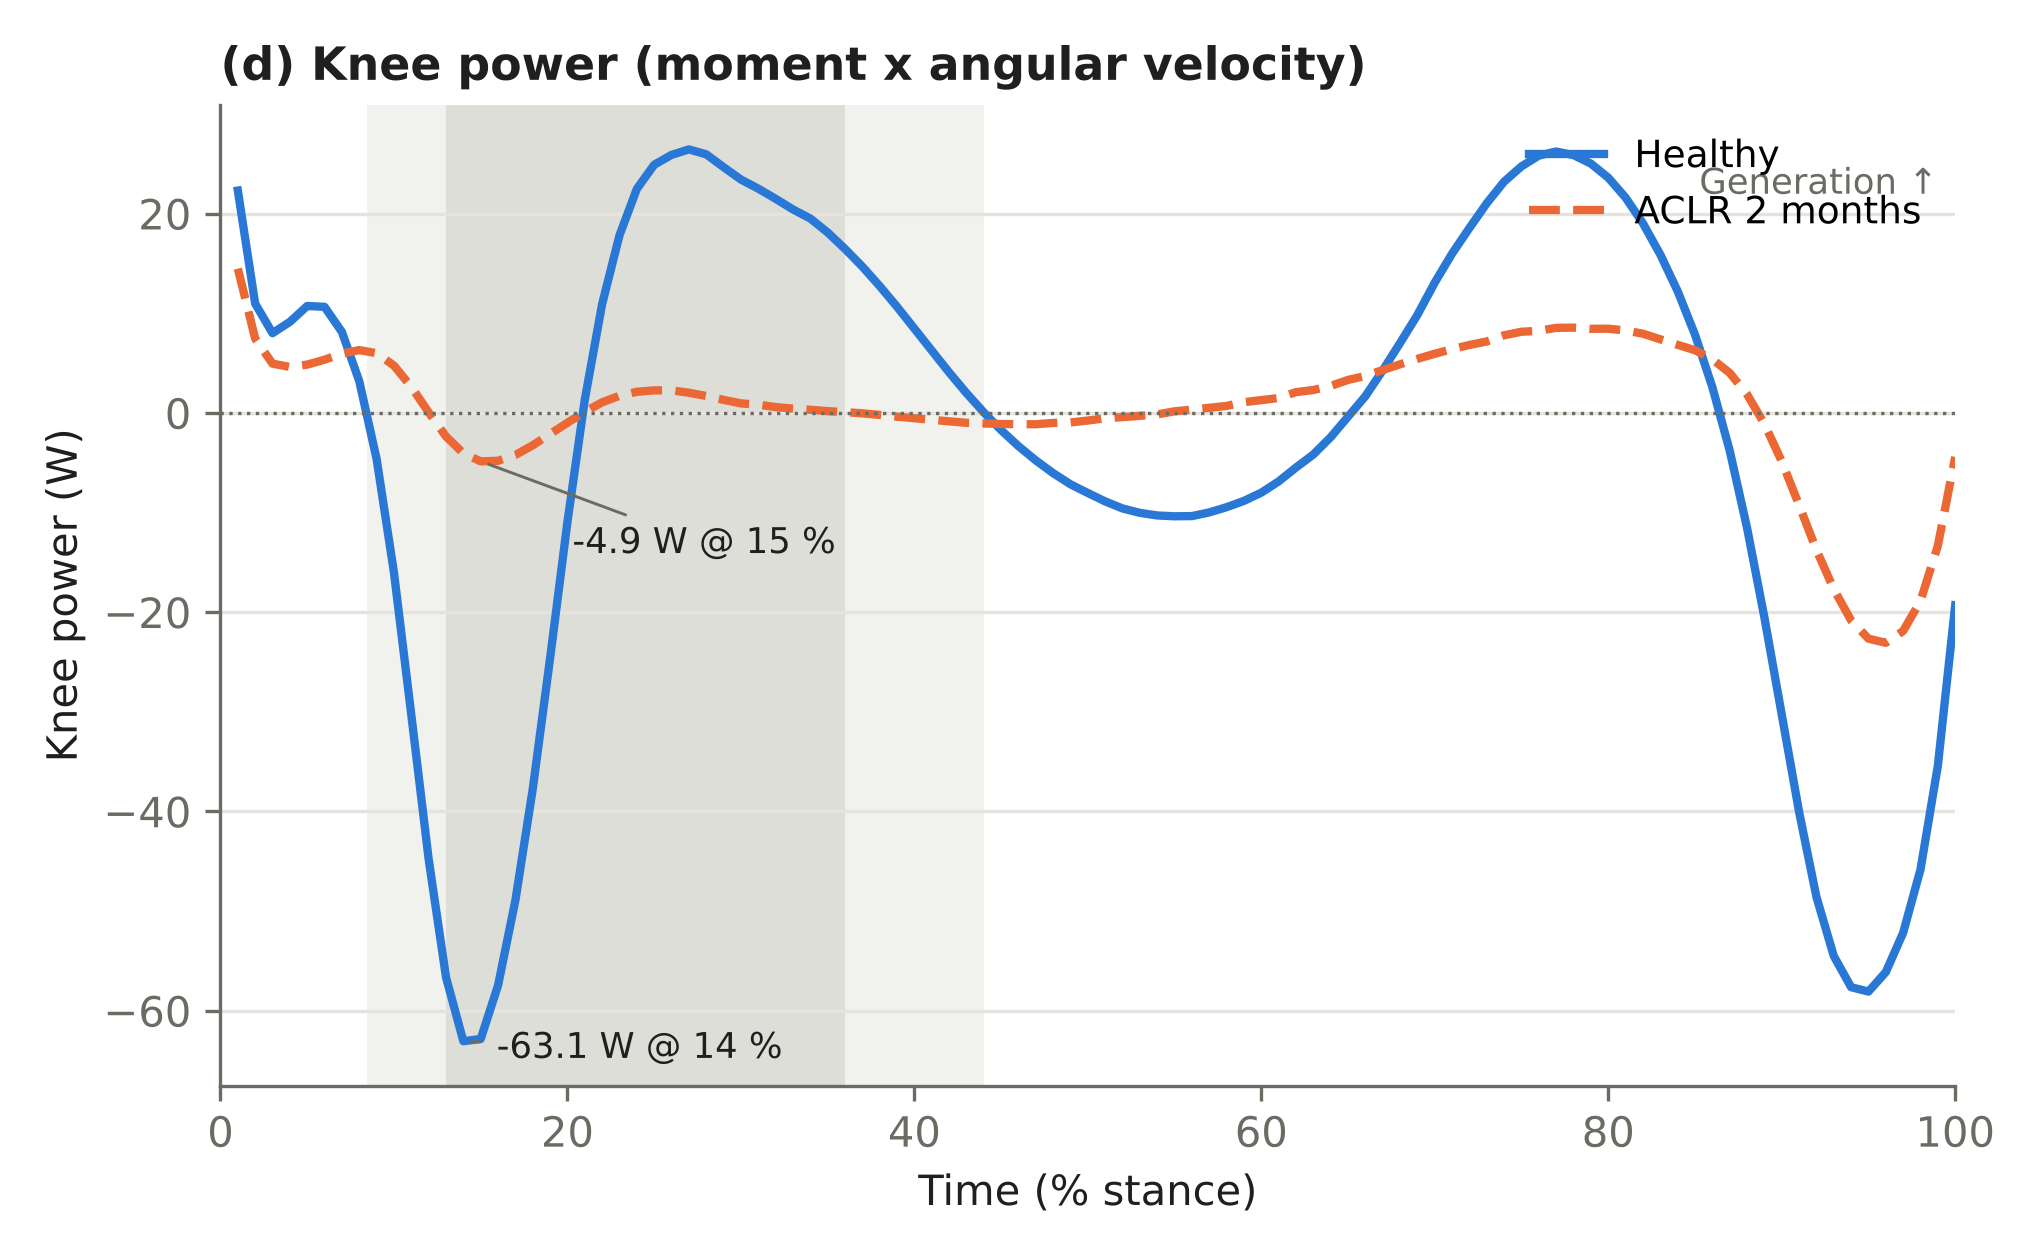 (d) Knee power (moment x angular velocity)
Healthy
Generation ↑
ACLR 2 months
20
0
−20
−40
−60
Knee power (W)
-4.9 W @ 15 %
-63.1 W @ 14 %
0 20 40 60 80 100
Time (% stance)